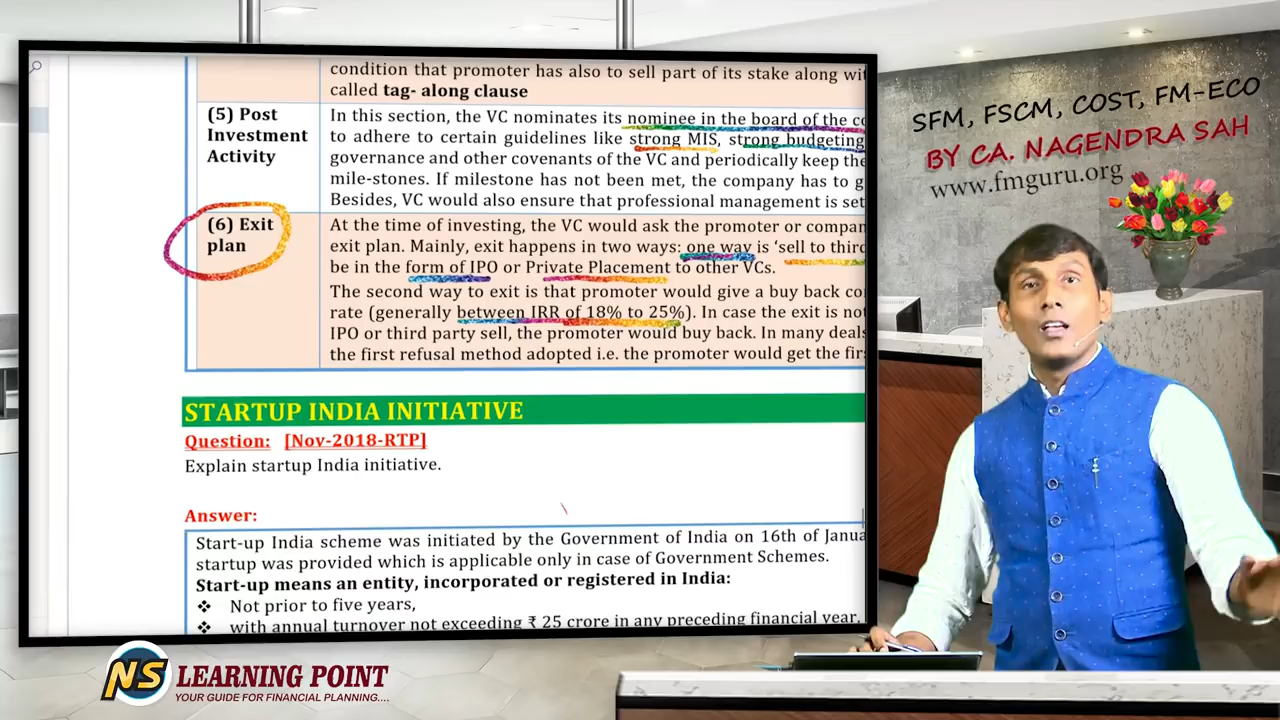 condition that promoter has also to sell part of its stake along wit
called tag- along clause
(5) Post
Investment
Activity
In this section, the VC nominates its nominee in the board of the co
to adhere to certain guidelines like strong MIS, strong budgeting
governance and other covenants of the VC and periodically keep the
mile-stones. If milestone has not been met, the company has to g
Besides, VC would also ensure that professional management is set
(6) Exit
plan
At the time of investing, the VC would ask the promoter or compan
exit plan. Mainly, exit happens in two ways: one way is ‘sell to third
be in the form of IPO or Private Placement to other VCs.
The second way to exit is that promoter would give a buy back co
rate (generally between IRR of 18% to 25%). In case the exit is no
IPO or third party sell, the promoter would buy back. In many deals
the first refusal method adopted i.e. the promoter would get the fir
STARTUP INDIA INITIATIVE
Question: [Nov-2018-RTP]
Explain startup India initiative.
Answer:
Start-up India scheme was initiated by the Government of India on 16th of Janua
startup was provided which is applicable only in case of Government Schemes.
Start-up means an entity, incorporated or registered in India:
❖ Not prior to five years,
❖ with annual turnover not exceeding ₹ 25 crore in any preceding financial year.
SFM, FSCM, COST, FM-ECO
BY CA. NAGENDRA SAH
www.fmguru.org
NS LEARNING POINT
YOUR GUIDE FOR FINANCIAL PLANNING....